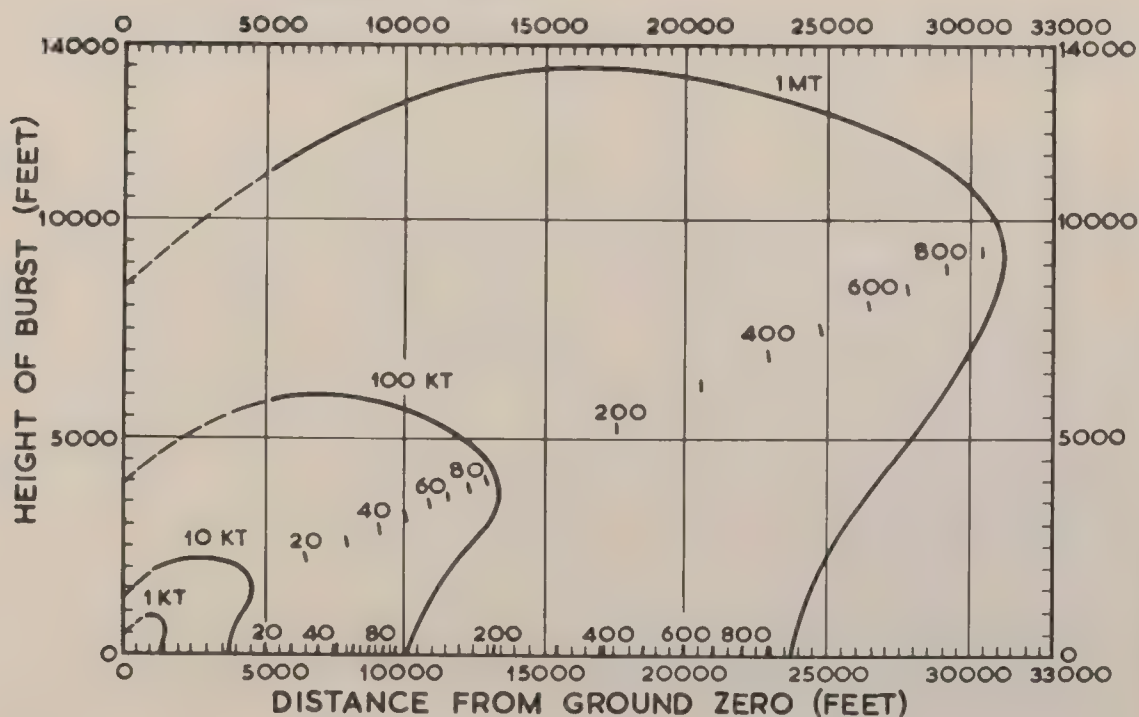 0 5000 10000 15000 20000 25000 30000 33000
14000 14000
1 MT
HEIGHT OF BURST (FEET)
10000 10000
800
600
400
100 KT
200
5000 5000
80
60
40
10 KT 20
1 KT
20 40 80 200 400 600 800
0 0
0 5000 10000 15000 20000 25000 30000 33000
DISTANCE FROM GROUND ZERO (FEET)